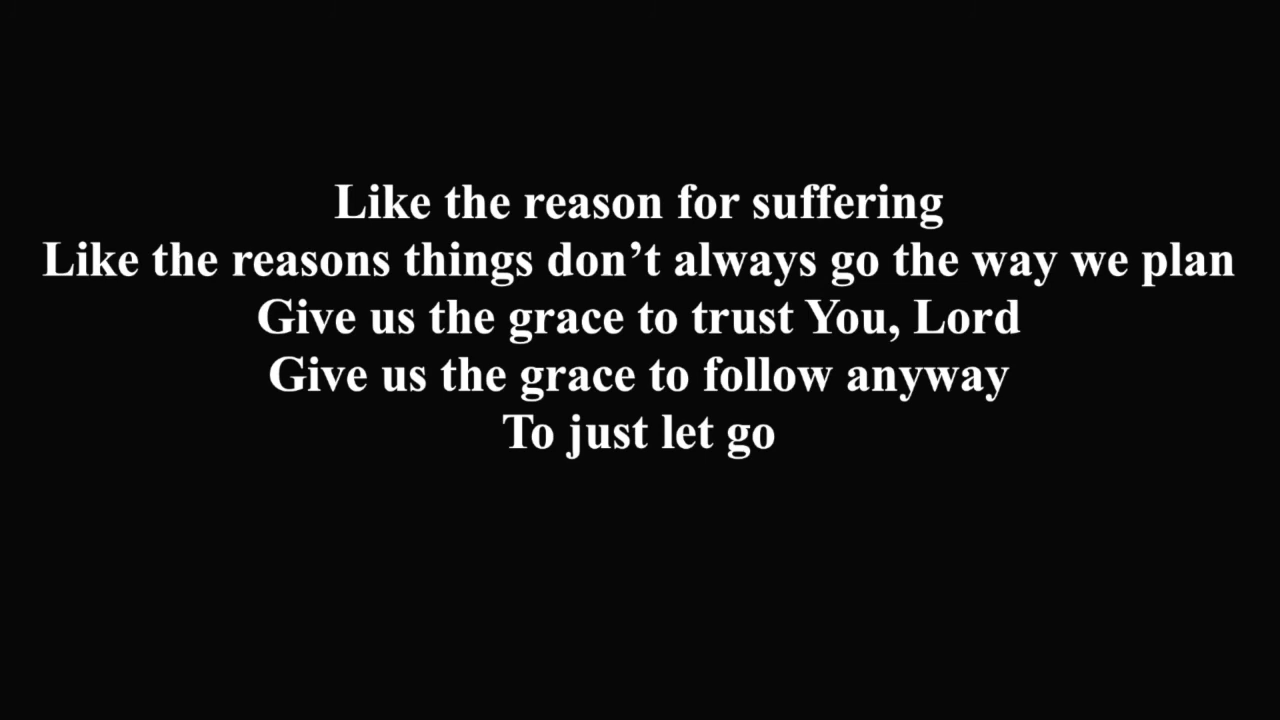 Like the reason for suffering
Like the reasons things don’t always go the way we plan
Give us the grace to trust You, Lord
Give us the grace to follow anyway
To just let go